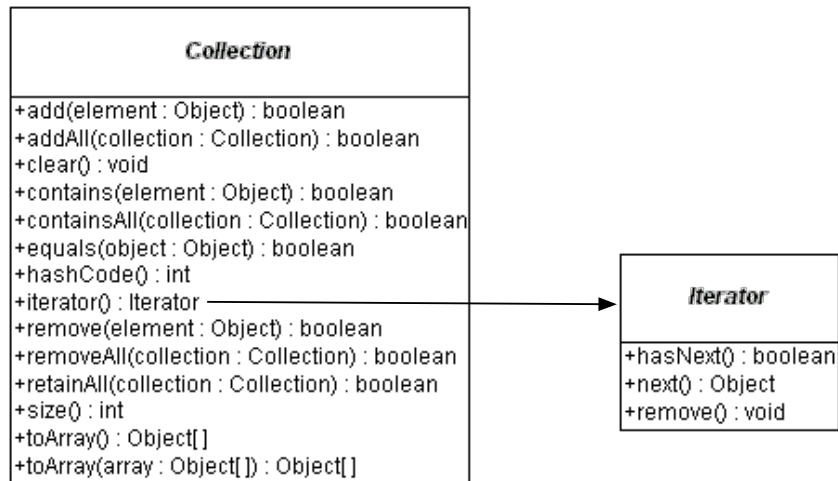 Collection
+add(element : Object) : boolean
+addAll(collection : Collection) : boolean
+clear() : void
+contains(element : Object) : boolean
+containsAll(collection : Collection) : boolean
+equals(object : Object) : boolean
+hashCode() : int
+iterator() : Iterator
+remove(element : Object) : boolean
+removeAll(collection : Collection) : boolean
+retainAll(collection : Collection) : boolean
+size() : int
+toArray() : Object[]
+toArray(array : Object[]) : Object[]
Iterator
+hasNext() : boolean
+next() : Object
+remove() : void